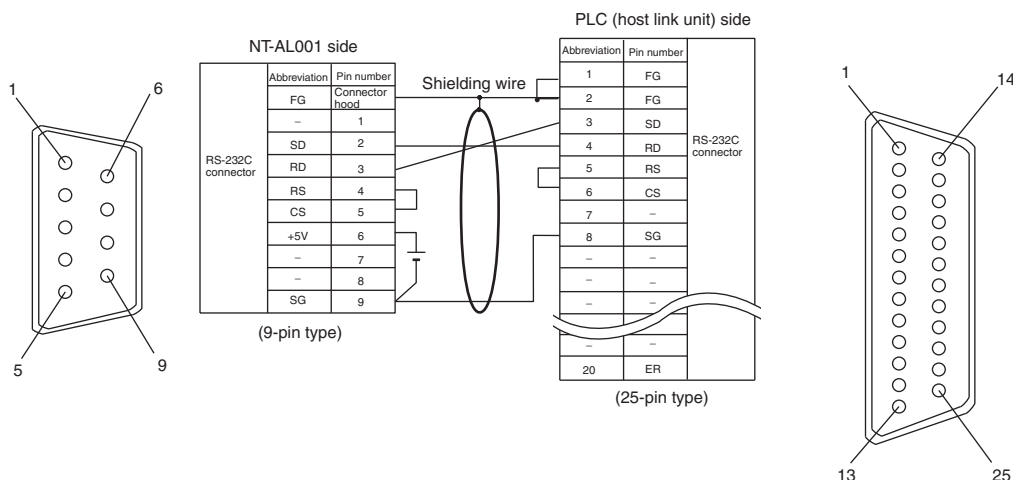 PLC (host link unit) side
NT-AL001 side
Abbreviation Pin number
FG Connector hood
– 1
SD 2
RD 3
RS 4
CS 5
+5V 6
– 7
– 8
SG 9
RS-232C connector
(9-pin type)
Shielding wire
Abbreviation Pin number
1 FG
2 FG
3 SD
4 RD
5 RS
6 CS
7 –
8 SG
– –
– –
– –
– –
20 ER
RS-232C connector
(25-pin type)
1
6
5
9
1
14
13
25